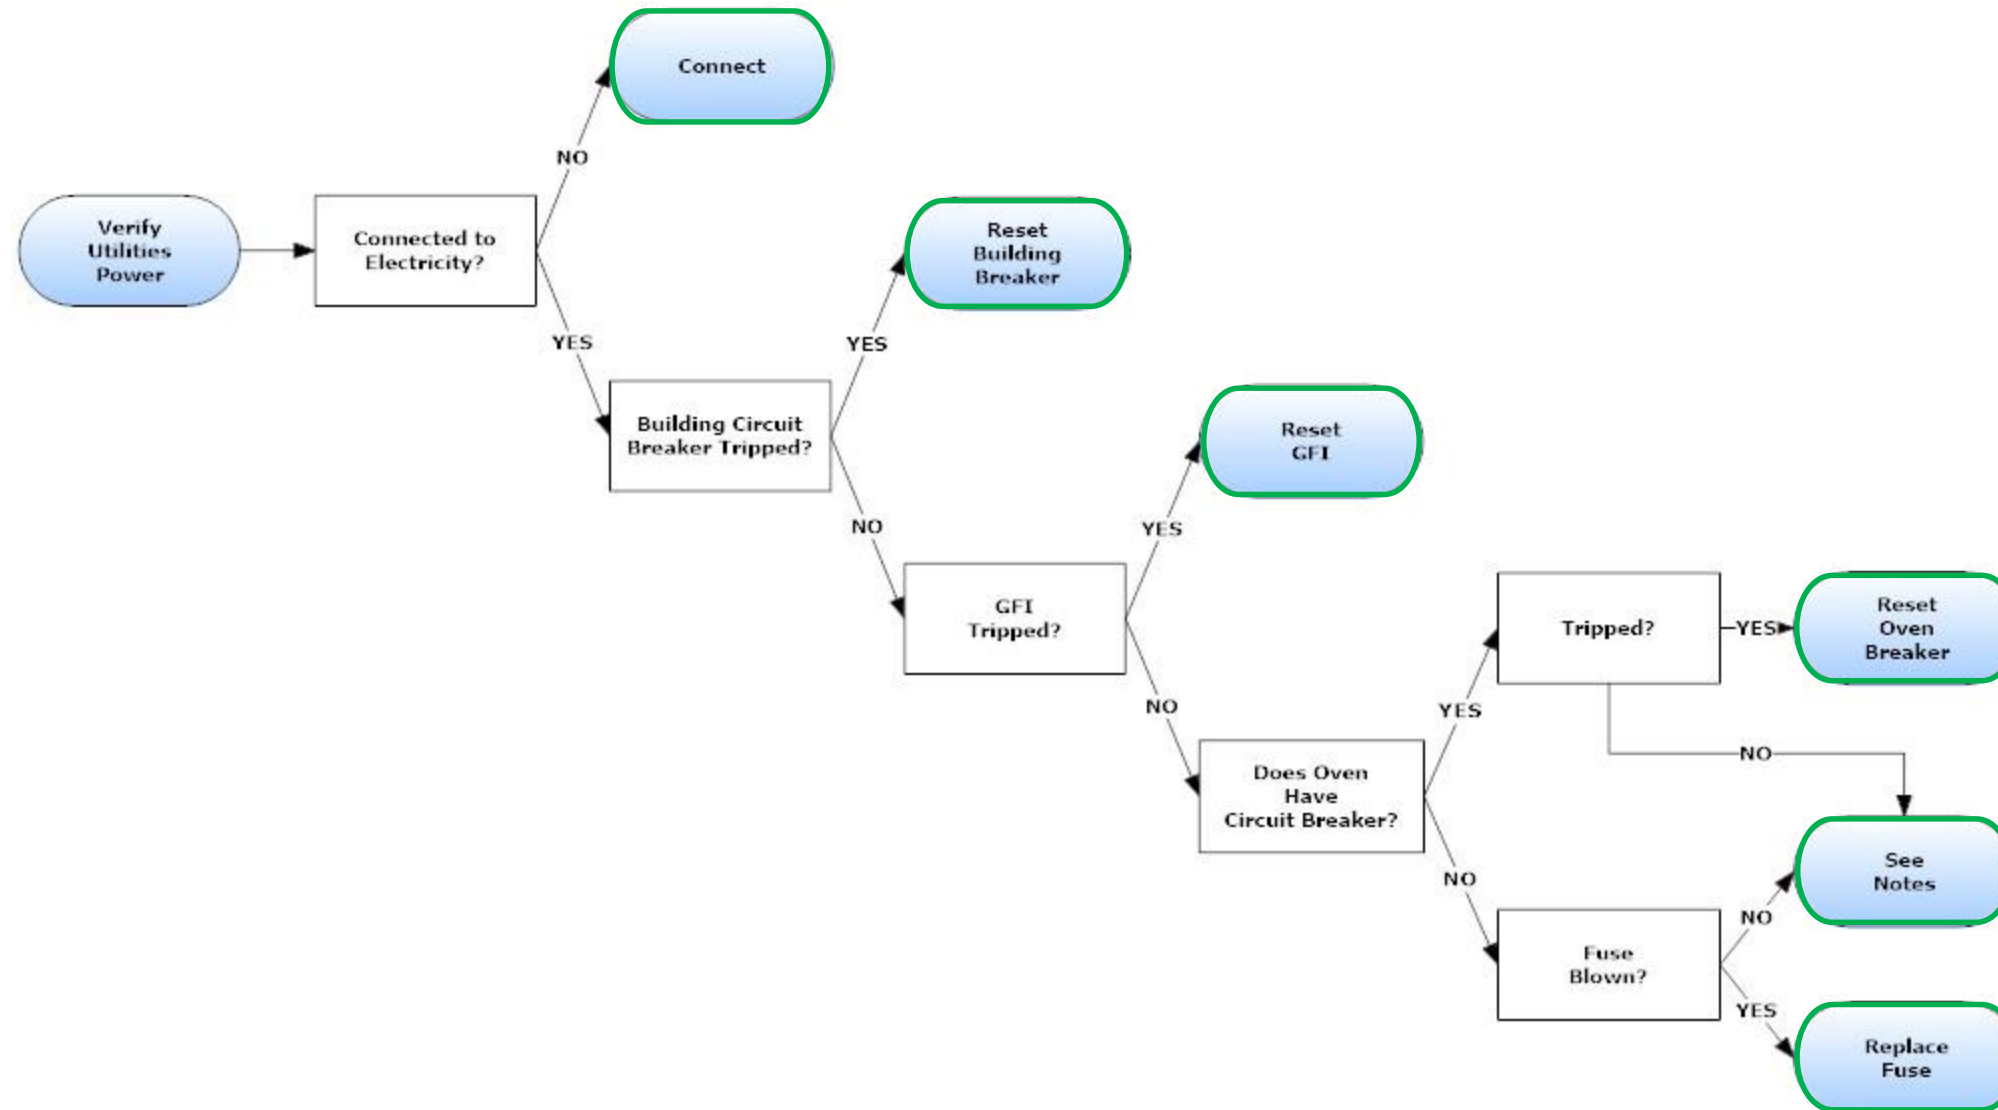 Connect
NO
Verify
Utilities
Power
Connected to
Electricity?
Reset
Building
Breaker
YES
YES
Building Circuit
Breaker Tripped?
Reset
GFI
NO
YES
GFI
Tripped?
Tripped?
YES
Reset
Oven
Breaker
NO
YES
NO
Does Oven
Have
Circuit Breaker?
See
Notes
NO
NO
Fuse
Blown?
YES
Replace
Fuse